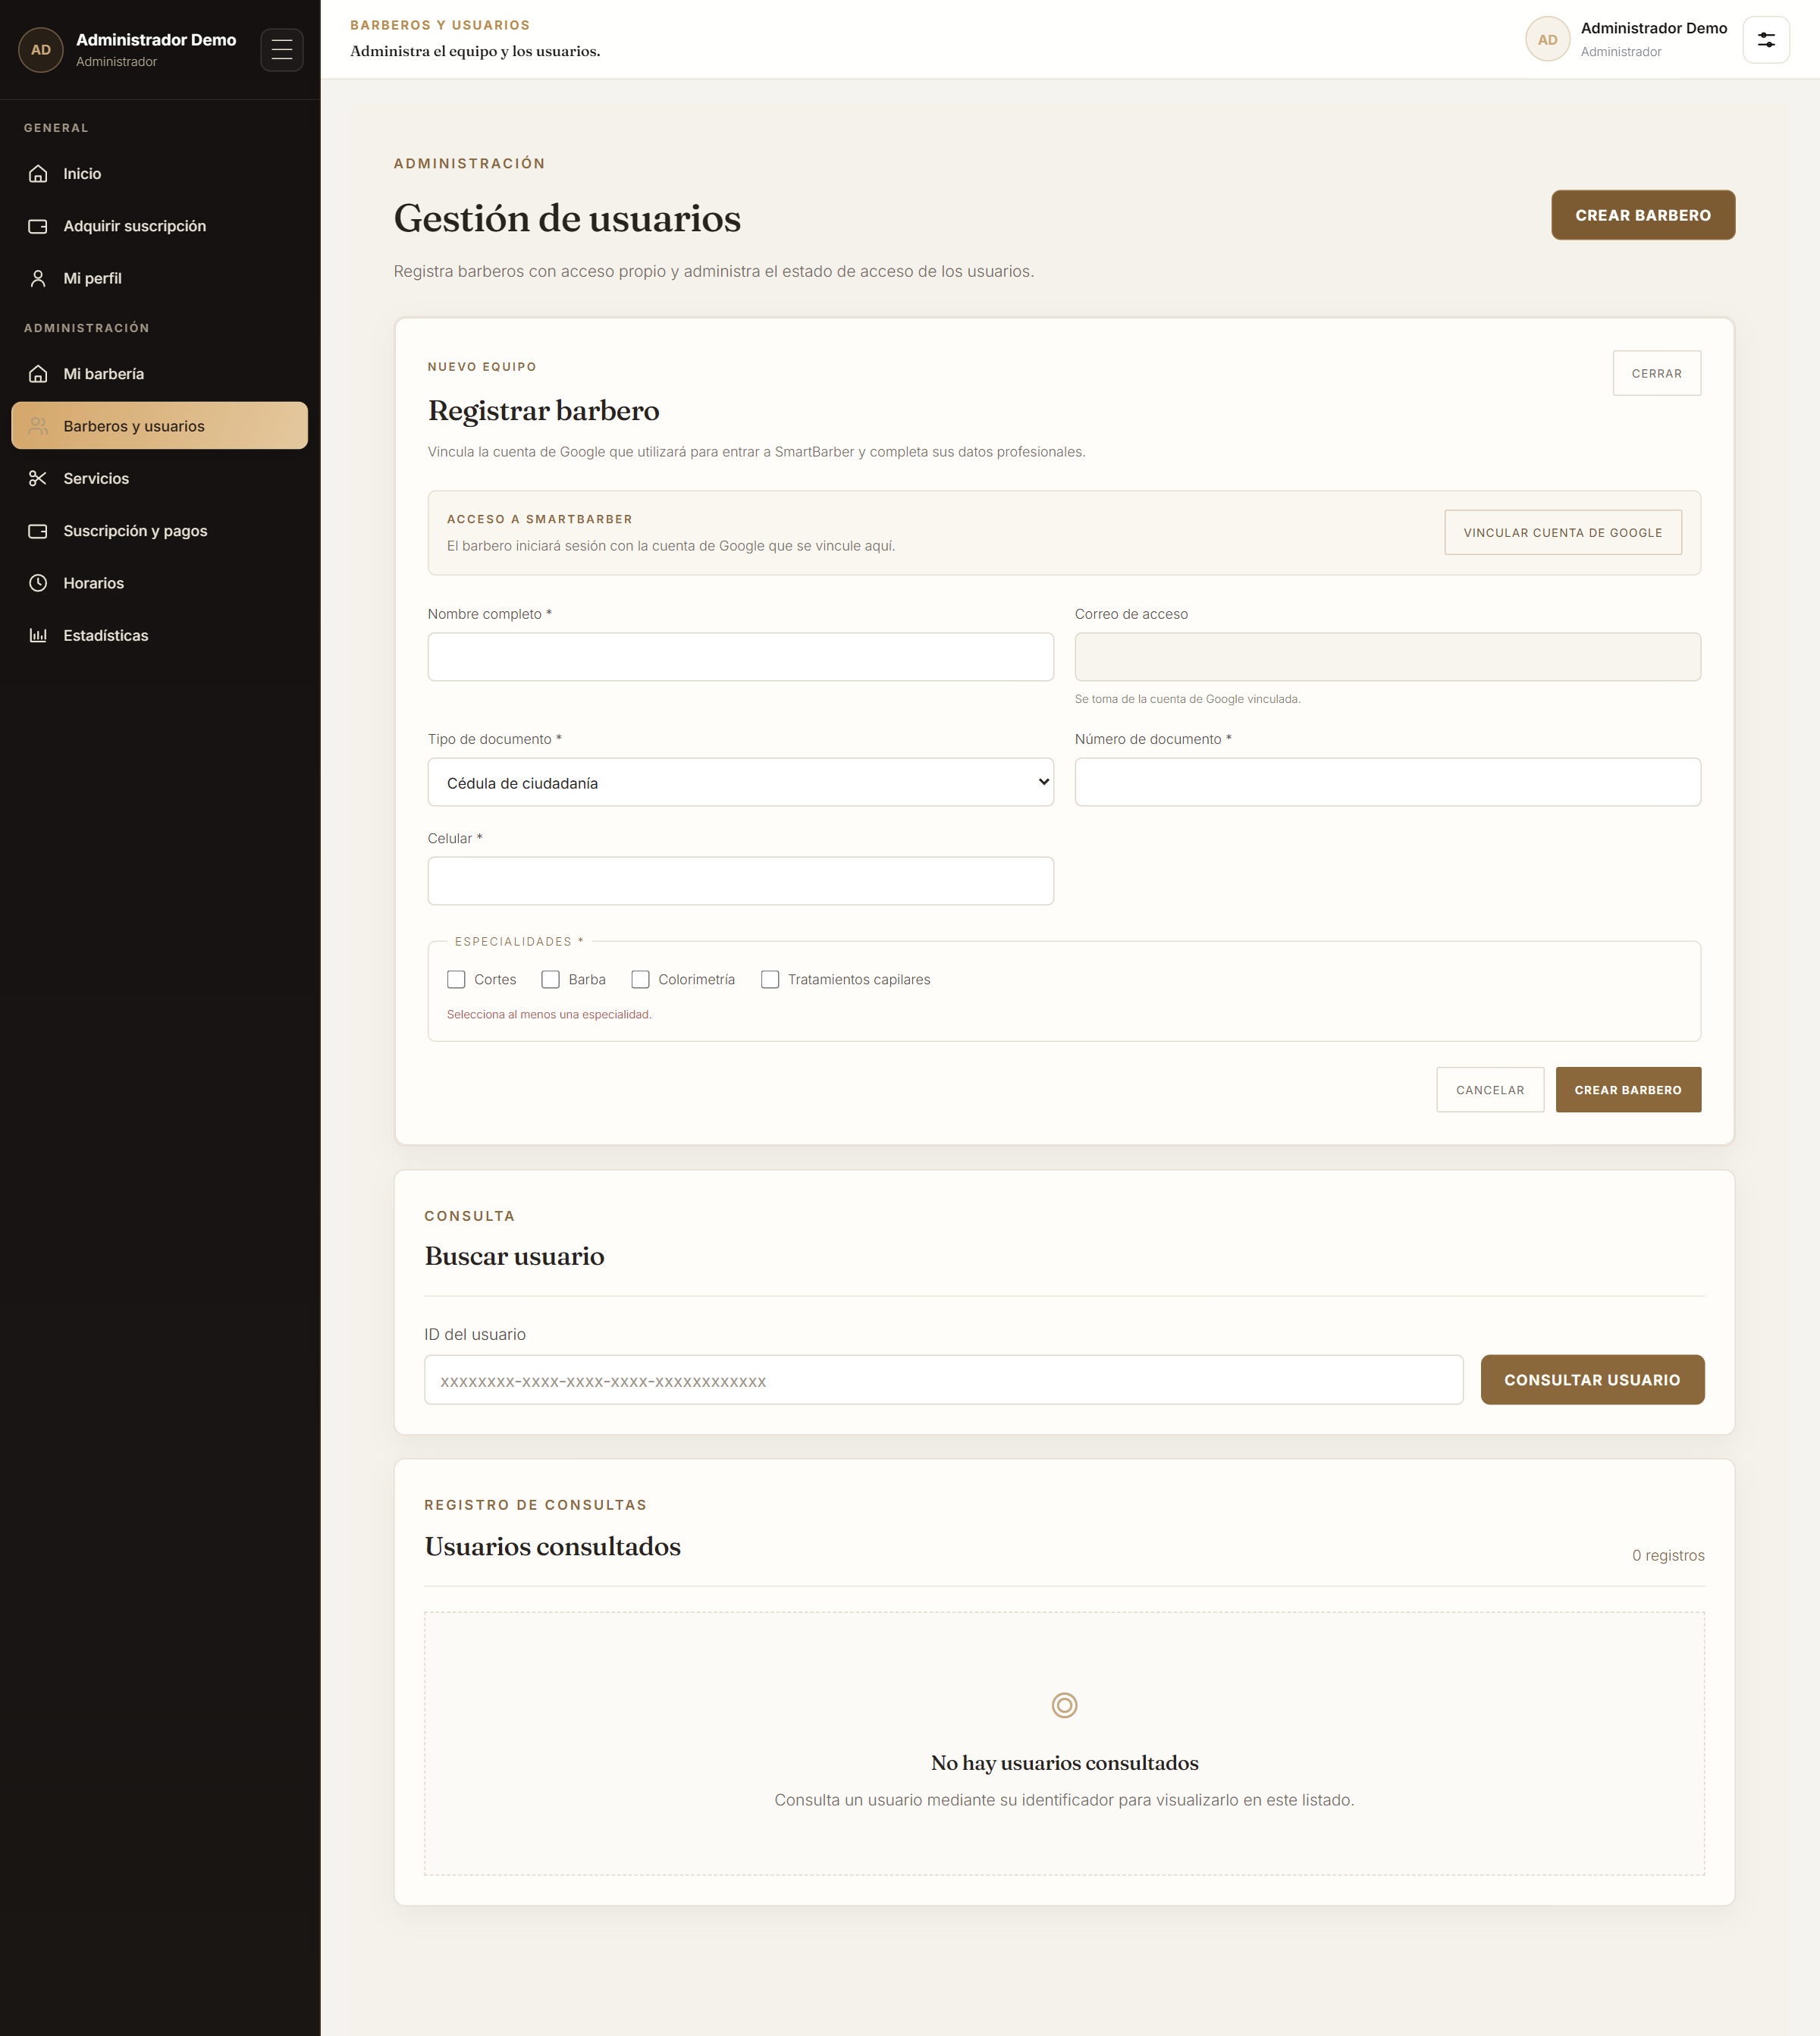 AD
Administrador Demo
Administrador
GENERAL
Inicio
Adquirir suscripción
Mi perfil
ADMINISTRACIÓN
Mi barbería
Barberos y usuarios
Servicios
Suscripción y pagos
Horarios
Estadísticas
BARBEROS Y USUARIOS
Administra el equipo y los usuarios.
AD
Administrador Demo
Administrador
ADMINISTRACIÓN
Gestión de usuarios
CREAR BARBERO
Registra barberos con acceso propio y administra el estado de acceso de los usuarios.
NUEVO EQUIPO
CERRAR
Registrar barbero
Vincula la cuenta de Google que utilizará para entrar a SmartBarber y completa sus datos profesionales.
ACCESO A SMARTBARBER
El barbero iniciará sesión con la cuenta de Google que se vincule aquí.
VINCULAR CUENTA DE GOOGLE
Nombre completo *
Correo de acceso
Se toma de la cuenta de Google vinculada.
Tipo de documento *
Número de documento *
Cédula de ciudadanía
Celular *
ESPECIALIDADES *
Cortes Barba Colorimetría Tratamientos capilares
Selecciona al menos una especialidad.
CANCELAR
CREAR BARBERO
CONSULTA
Buscar usuario
ID del usuario
xxxxxxxx-xxxx-xxxx-xxxx-xxxxxxxxxxxx
CONSULTAR USUARIO
REGISTRO DE CONSULTAS
Usuarios consultados
0 registros
No hay usuarios consultados
Consulta un usuario mediante su identificador para visualizarlo en este listado.